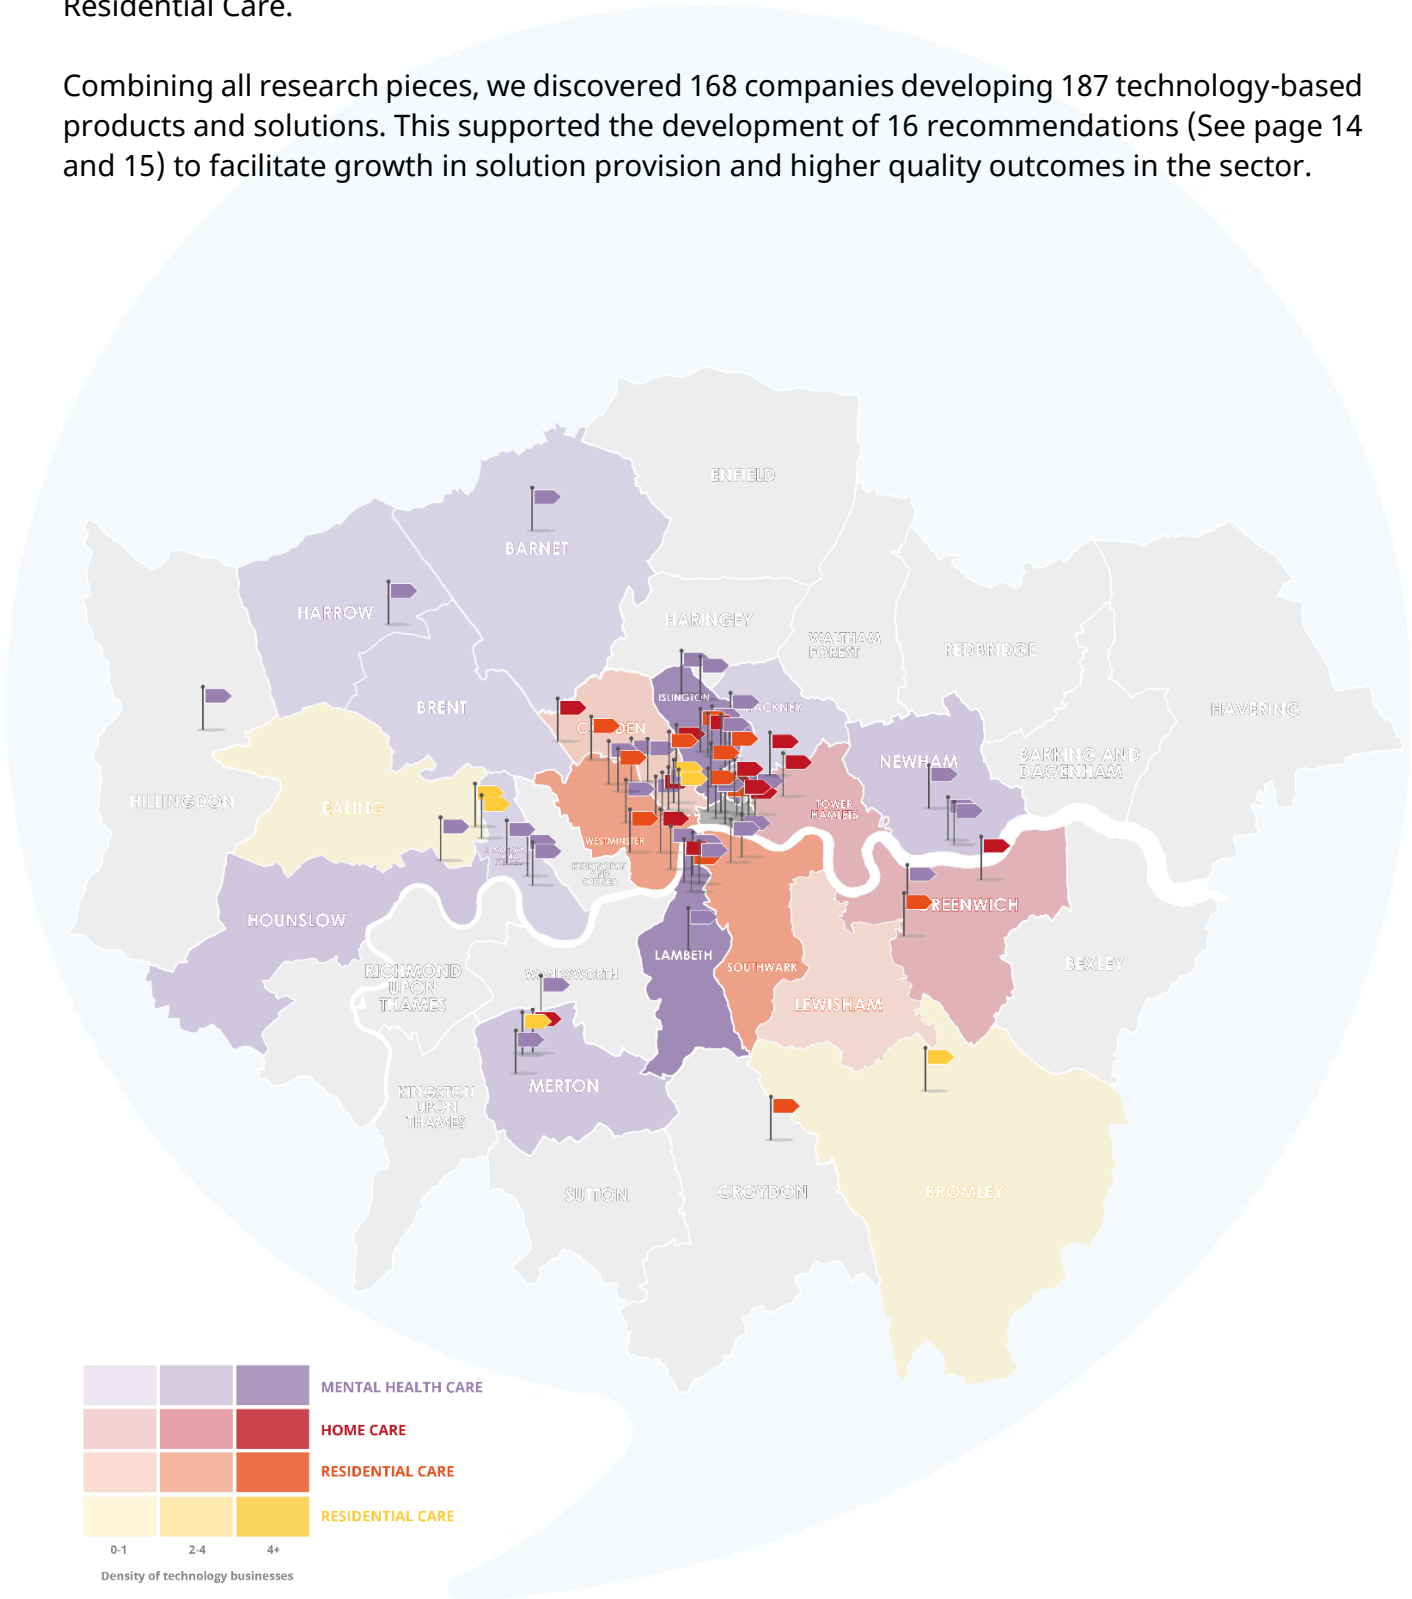 Residential Care.
Combining all research pieces, we discovered 168 companies developing 187 technology-based
products and solutions. This supported the development of 16 recommendations (See page 14
and 15) to facilitate growth in solution provision and higher quality outcomes in the sector.
ENFIELD
BARNET
HARROW
HARINGEY
WALTHAM
FOREST
REDBRIDGE
HAVERING
ISLINGTON
BRENT
NEWHAM
BARKING AND
DAGENHAM
HILLINGDON
EALING
TOWER
HAMLETS
WESTMINSTER
KENSINGTON
AND
CHELSEA
HOUNSLOW
LAMBETH
SOUTHWARK
BEXLEY
RICHMOND
UPON
THAMES
LEWISHAM
MERTON
KINGSTON
UPON
THAMES
SUTTON
CROYDON
BROMLEY
MENTAL HEALTH CARE
HOME CARE
RESIDENTIAL CARE
RESIDENTIAL CARE
0-1
2-4
4+
Density of technology businesses